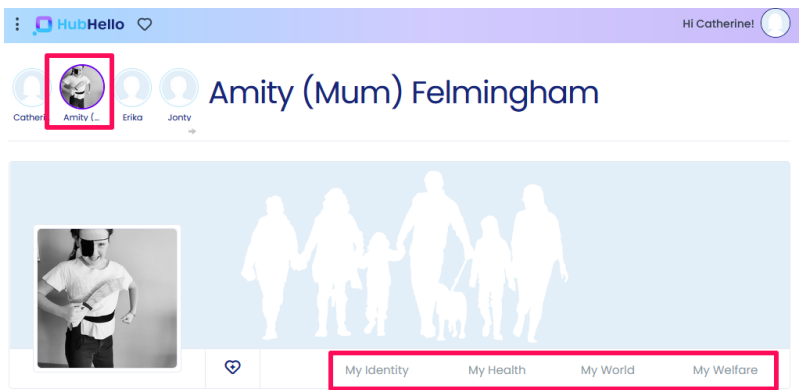 HubHello
Hi Catherine!
Amity (Mum) Felmingham
Catheri
Amity (...
Erika
Jonty
My Identity
My Health
My World
My Welfare